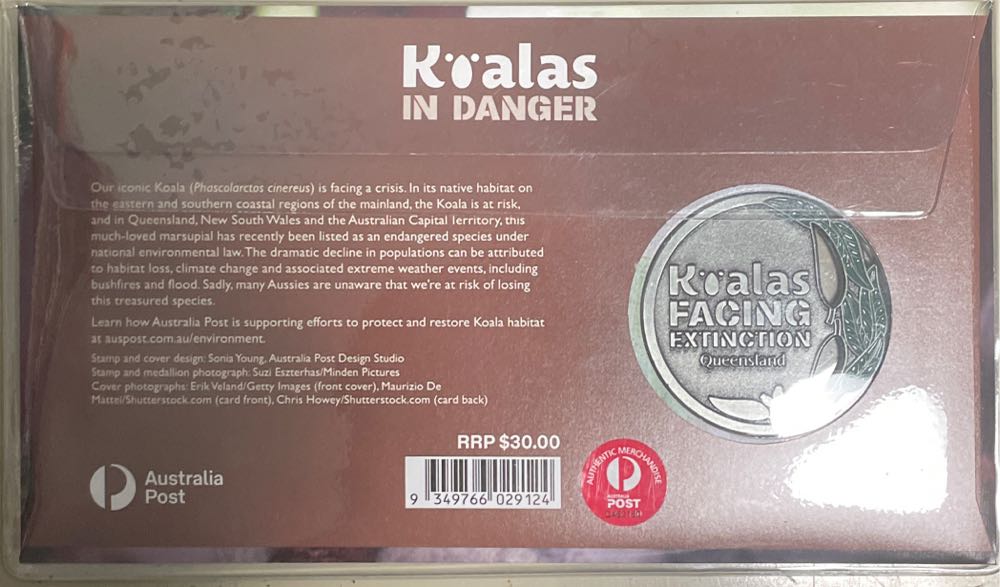 Koalas
IN DANGER
Our iconic Koala (Phascolarctos cinereus) is facing a crisis. In its native habitat on
the eastern and southern coastal regions of the mainland, the Koala is at risk,
and in Queensland, New South Wales and the Australian Capital Territory, this
much-loved marsupial has recently been listed as an endangered species under
national environmental law. The dramatic decline in populations can be attributed
to habitat loss, climate change and associated extreme weather events, including
bushfires and flood. Sadly, many Aussies are unaware that we're at risk of losing
this treasured species.
Learn how Australia Post is supporting efforts to protect and restore Koala habitat
at auspost.com.au/environment.
Stamp and cover design: Sonia Young, Australia Post Design Studio
Stamp and medallion photograph: Suzi Eszterhas/Minden Pictures
Cover photographs: Erik Veland/Getty Images (front cover), Maurizio De
Mattei/Shutterstock.com (card front), Chris Howey/Shutterstock.com (card back)
Koalas
FACING
EXTINCTION
Queensland
RRP $30.00
9 349766 029124
Australia
Post
AUTHENTIC MERCHANDISE
AUSTRALIA
POST